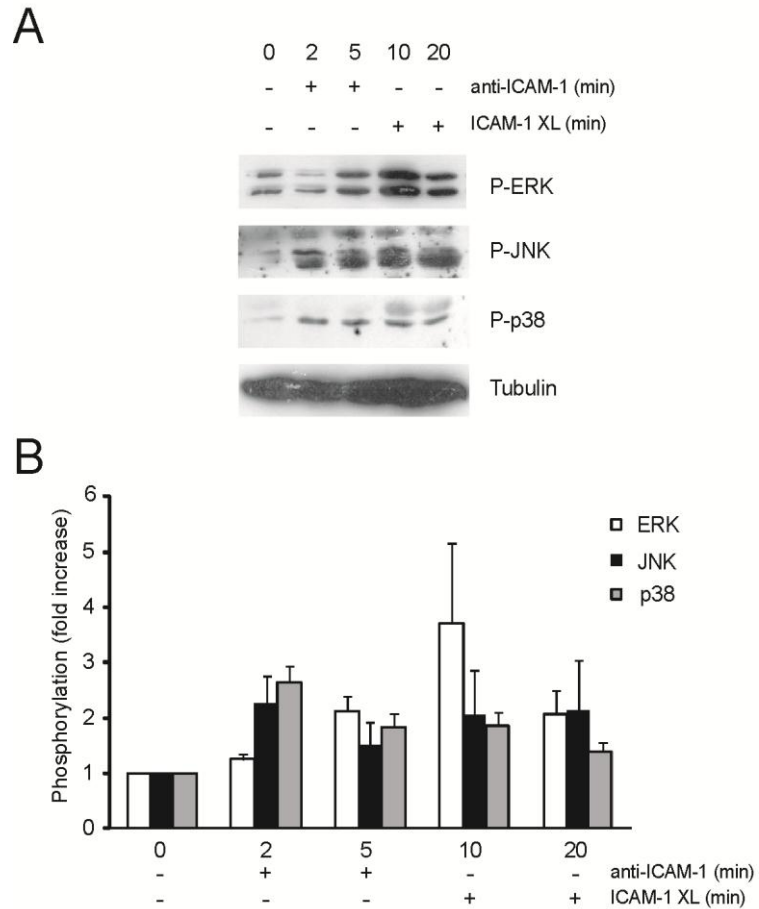 A
0 2 5 10 20
- + + - - anti-ICAM-1 (min)
- - - + + ICAM-1 XL (min)
P-ERK
P-JNK
P-p38
Tubulin
B
Phosphorylation (fold increase)
6
5
4
3
2
1
0
ERK
JNK
p38
0 2 5 10 20
- + + - - anti-ICAM-1 (min)
- - - + + ICAM-1 XL (min)